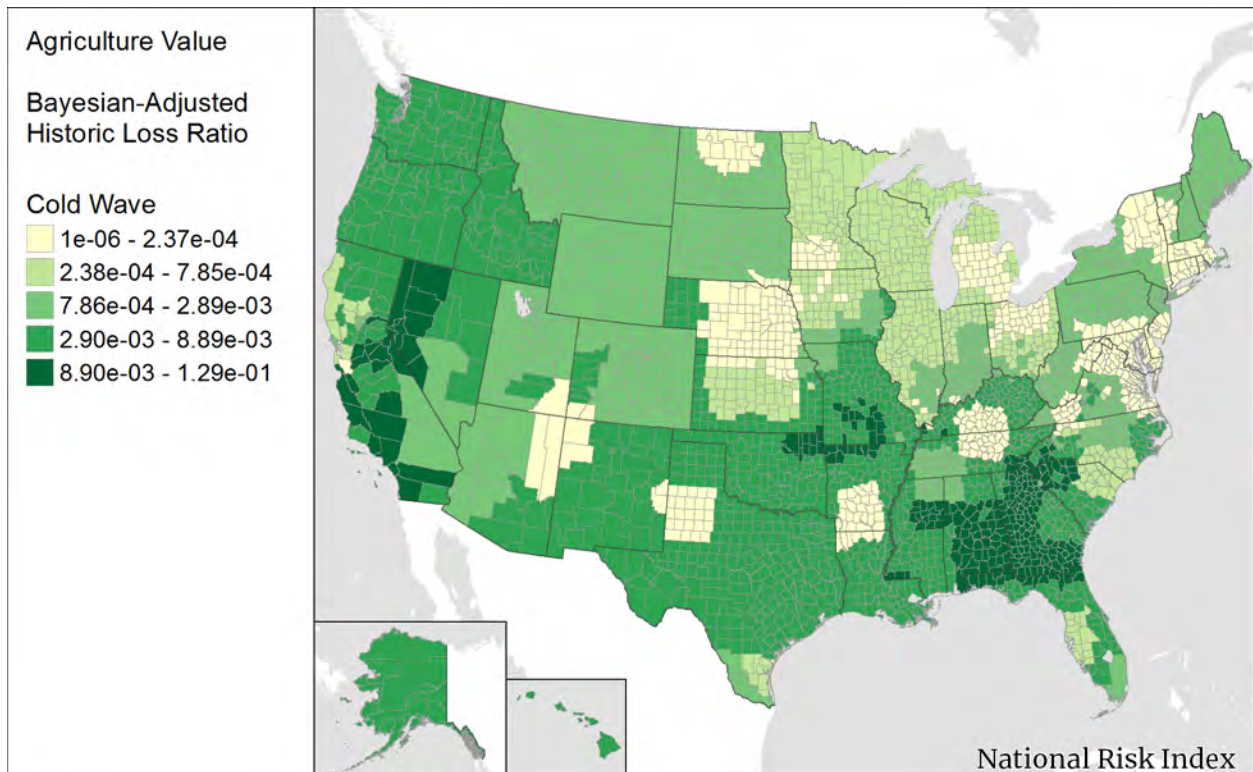 Agriculture Value
Bayesian-Adjusted
Historic Loss Ratio
Cold Wave
1e-06 - 2.37e-04
2.38e-04 - 7.85e-04
7.86e-04 - 2.89e-03
2.90e-03 - 8.89e-03
8.90e-03 - 1.29e-01
National Risk Index